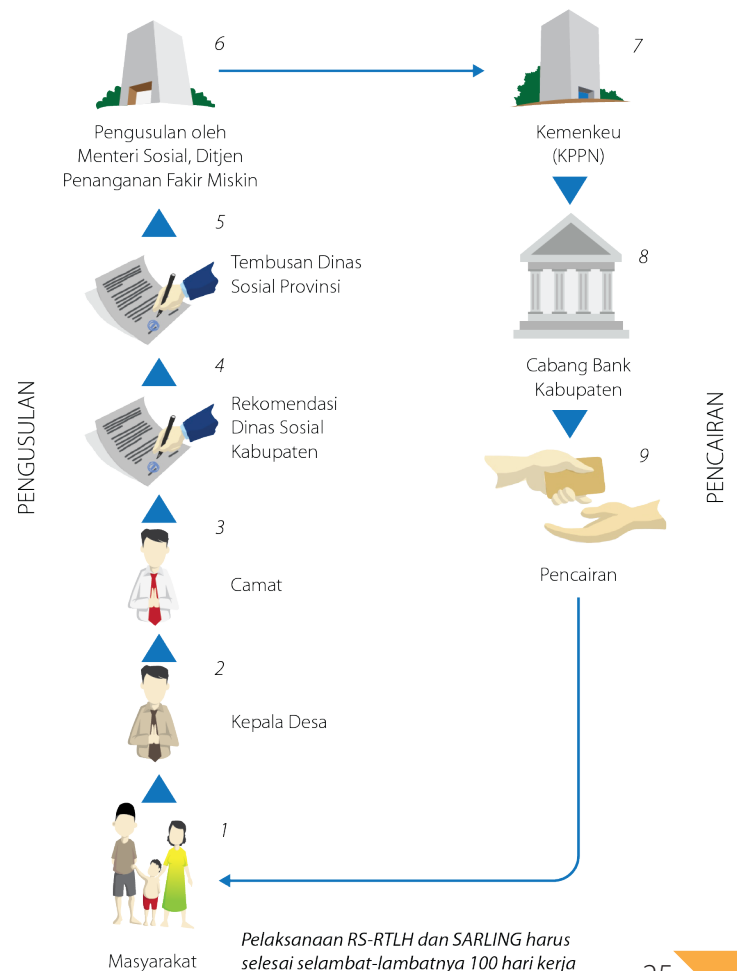 6
7
Pengusulan oleh
Menteri Sosial, Ditjen
Penanganan Fakir Miskin
Kemenkeu
(KPPN)
5
Tembusan Dinas
Sosial Provinsi
8
Cabang Bank
Kabupaten
4
Rekomendasi
Dinas Sosial
Kabupaten
9
Pencairan
PENGUSULAN
PENCAIRAN
3
Camat
2
Kepala Desa
1
Masyarakat
Pelaksanaan RS-RTLH dan SARLING harus
selesai selambat-lambatnya 100 hari kerja